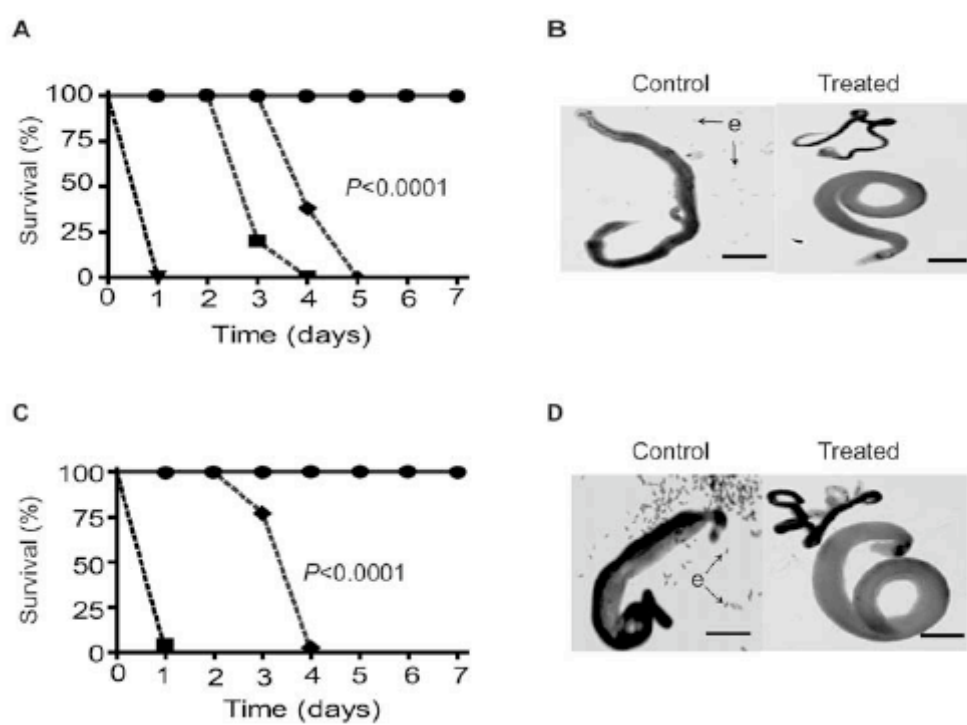 A
Survival (%)
100
75
50
25
0
P<0.0001
0 1 2 3 4 5 6 7
Time (days)
B
Control Treated
e
C
Survival (%)
100
75
50
25
0
P<0.0001
0 1 2 3 4 5 6 7
Time (days)
D
Control Treated
e